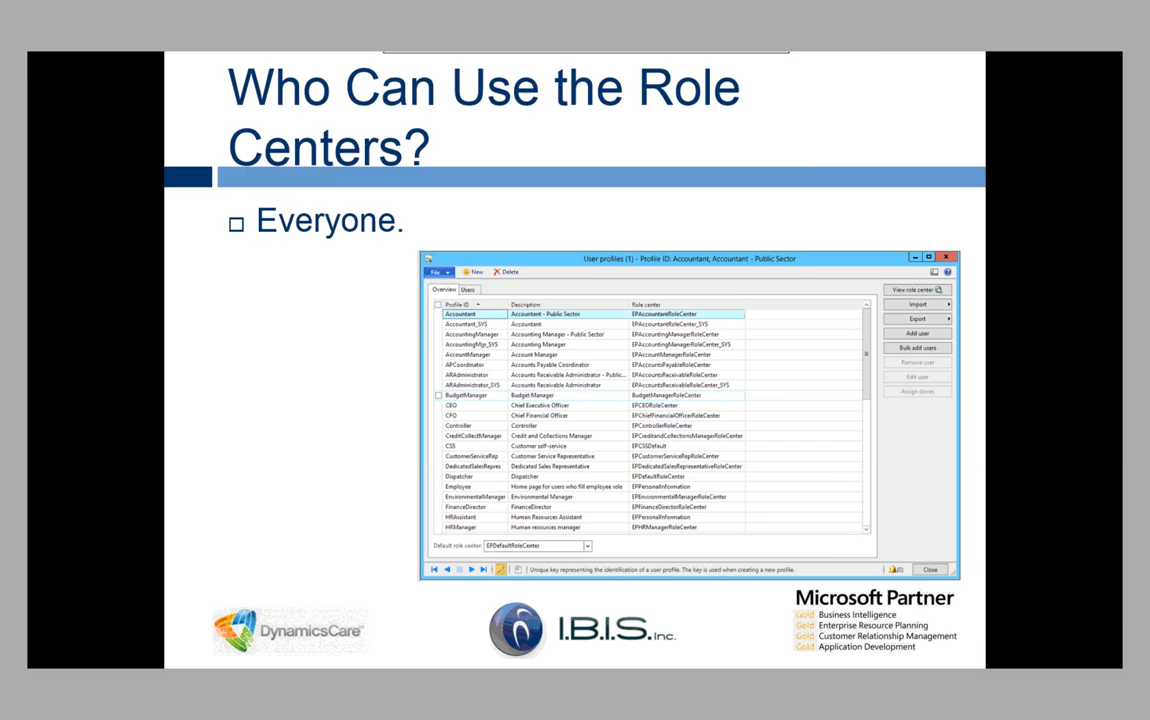 Who Can Use the Role
Centers?
Everyone.
User profiles (1) - Profile ID: Accountant, Accountant - Public Sector
File New Delete
Overview Users
View role center
Import
Export
Add user
Bulk add users
Remove user
Edit user
Assign stores
Profile ID Description Role center
Accountant Accountant - Public Sector EPAccountantRoleCenter
Accountant_SYS Accountant EPAccountantRoleCenter_SYS
AccountingManager Accounting Manager - Public Sector EPAccountingManagerRoleCenter
AccountingMgr_SYS Accounting Manager EPAccountingManagerRoleCenter_SYS
AccountManager Account Manager EPAccountManagerRoleCenter
APCoordinator Accounts Payable Coordinator EPAccountsPayableRoleCenter
ARAdministrator Accounts Receivable Administrator - Public... EPAccountsReceivableRoleCenter
ARAdministrator_SYS Accounts Receivable Administrator EPAccountsReceivableRoleCenter_SYS
BudgetManager Budget Manager BudgetManagerRoleCenter
CEO Chief Executive Officer EPCEORoleCenter
CFO Chief Financial Officer EPChiefFinancialOfficerRoleCenter
Controller Controller EPControllerRoleCenter
CreditCollectManager Credit and Collections Manager EPCreditandCollectionsManagerRoleCenter
CSS Customer self-service EPCSSDefault
CustomerServiceRep Customer Service Representative EPCustomerServiceRepRoleCenter
DedicatedSalesRepres Dedicated Sales Representative EPDedicatedSalesRepresentativeRoleCenter
Dispatcher Dispatcher EPDefaultRoleCenter
Employee Home page for users who fill employee role EPPersonalInformation
EnvironmentalManager Environmental Manager EPEnvironmentalManagerRoleCenter
FinanceDirector FinanceDirector EPFinanceDirectorRoleCenter
HRAssistant Human Resources Assistant EPPersonalInformation
HRManager Human resources manager EPHRManagerRoleCenter
Default role center: EPDefaultRoleCenter
Unique key representing the identification of a user profile. The key is used when creating a new profile. (0) Close
DynamicsCare
I.B.I.S. Inc.
Microsoft Partner
Gold Business Intelligence
Gold Enterprise Resource Planning
Gold Customer Relationship Management
Gold Application Development